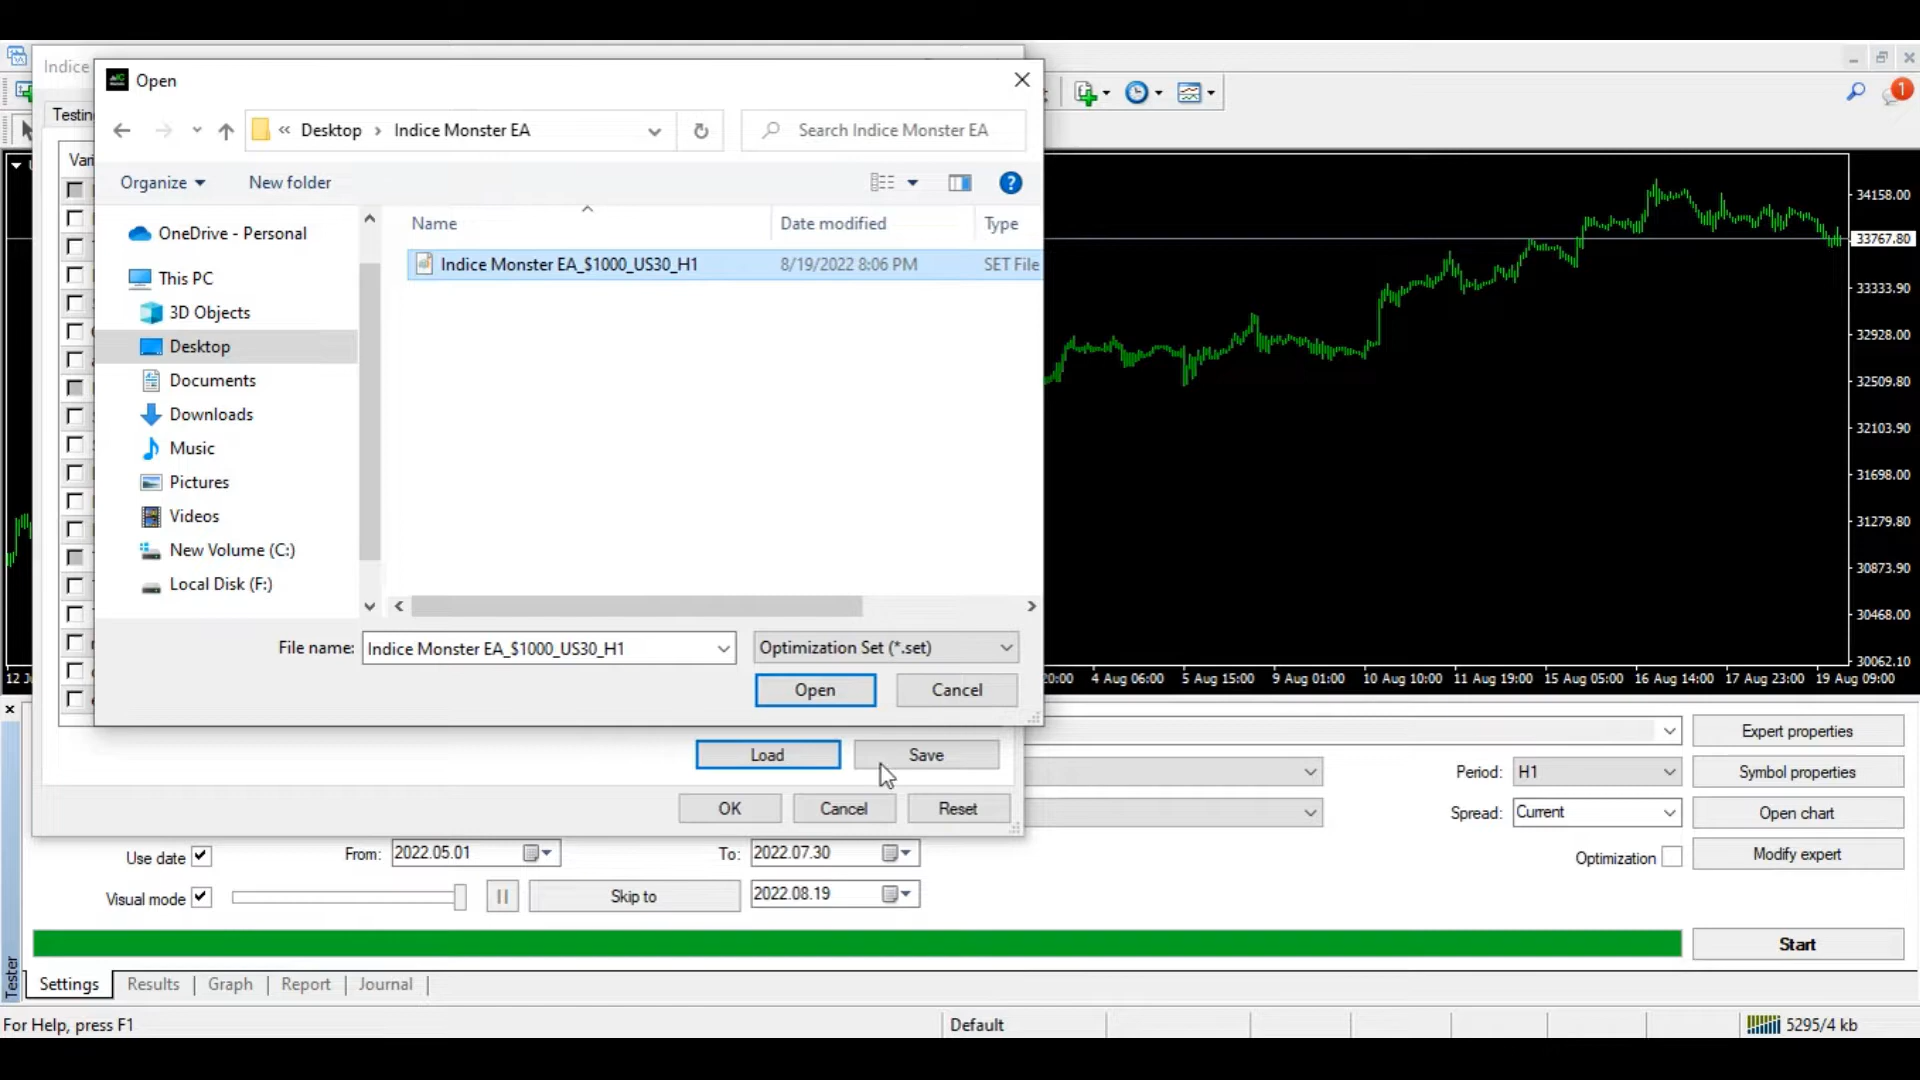 Indice
Open
Testin
Desktop
Indice Monster EA
Search Indice Monster EA
1
Vari
Organize
New folder
?
OneDrive - Personal
This PC
3D Objects
Desktop
Documents
Downloads
Music
Pictures
Videos
New Volume (C:)
Local Disk (F:)
Name
Date modified
Type
Indice Monster EA_$1000_US30_H1
8/19/2022 8:06 PM
SET File
34158.00
33767.80
33333.90
32928.00
32509.80
32103.90
31698.00
31279.80
30873.90
30468.00
30062.10
File name:
Indice Monster EA_$1000_US30_H1
Optimization Set (*.set)
Open
Cancel
4 Aug 06:00
5 Aug 15:00
9 Aug 01:00
10 Aug 10:00
11 Aug 19:00
15 Aug 05:00
16 Aug 14:00
17 Aug 23:00
19 Aug 09:00
Load
Save
OK
Cancel
Reset
Expert properties
Period:
H1
Symbol properties
Spread:
Current
Open chart
Optimization
Modify expert
Use date
From:
2022.05.01
To:
2022.07.30
Visual mode
Skip to
2022.08.19
Start
Tester
Settings
Results
Graph
Report
Journal
For Help, press F1
Default
5295/4 kb